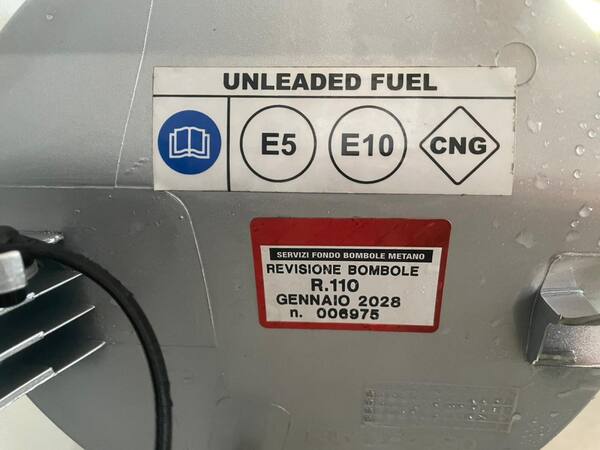 UNLEADED FUEL
E5 E10 CNG
SERVIZI FONDO BOMBOLE METANO
REVISIONE BOMBOLE
R.110
GENNAIO 2028
n. 006975